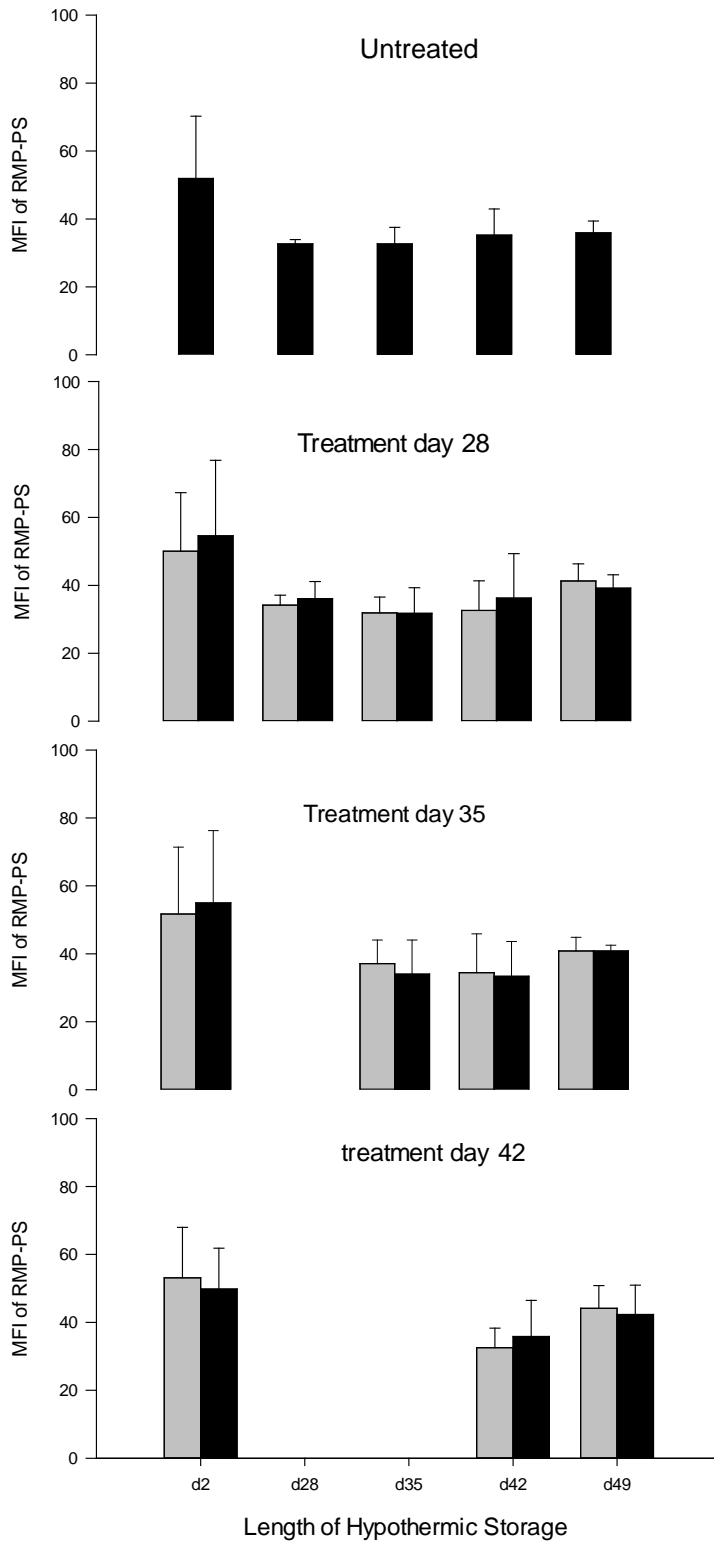 100
Untreated
80
60
40
20
0
MFI of RMP-PS
100
Treatment day 28
80
60
40
20
0
MFI of RMP-PS
100
Treatment day 35
80
60
40
20
0
MFI of RMP-PS
100
treatment day 42
80
60
40
20
0
MFI of RMP-PS
d2 d28 d35 d42 d49
Length of Hypothermic Storage